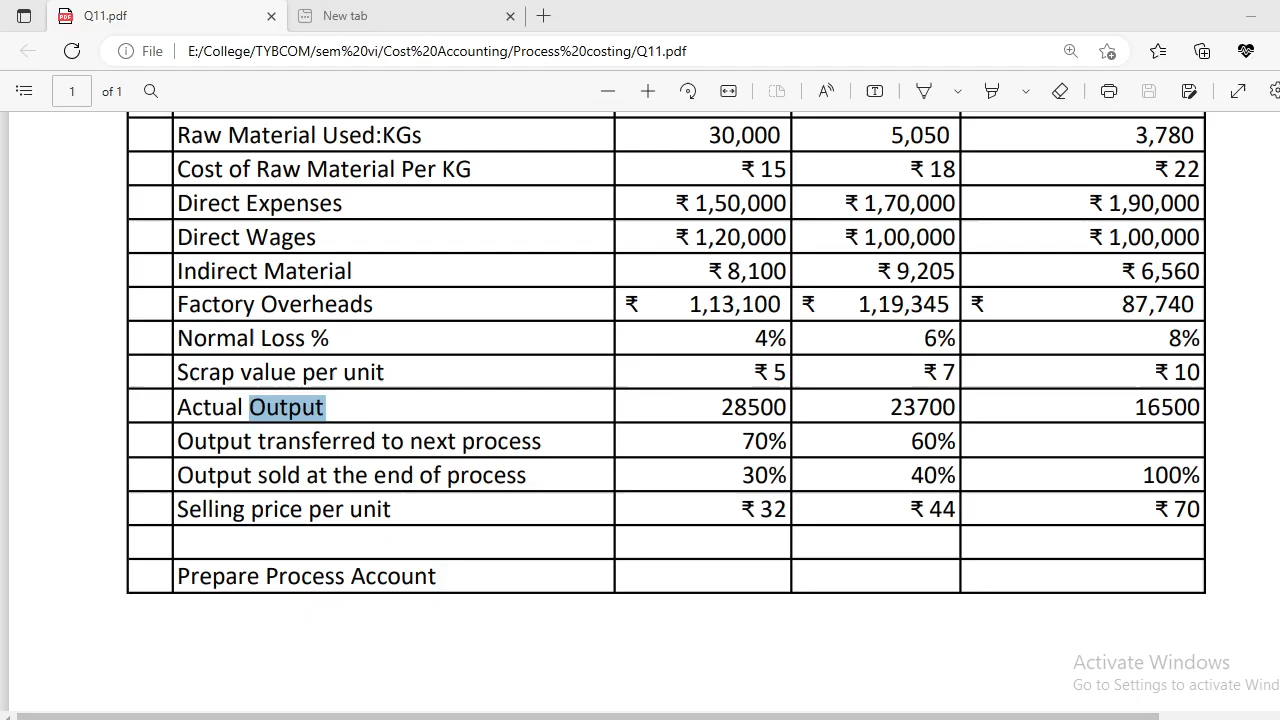 Q11.pdf
New tab
File
E:/College/TYBCOM/sem%20vi/Cost%20Accounting/Process%20costing/Q11.pdf
1 of 1
Raw Material Used:KGs 30,000 5,050 3,780
Cost of Raw Material Per KG ₹ 15 ₹ 18 ₹ 22
Direct Expenses ₹ 1,50,000 ₹ 1,70,000 ₹ 1,90,000
Direct Wages ₹ 1,20,000 ₹ 1,00,000 ₹ 1,00,000
Indirect Material ₹ 8,100 ₹ 9,205 ₹ 6,560
Factory Overheads ₹ 1,13,100 ₹ 1,19,345 ₹ 87,740
Normal Loss % 4% 6% 8%
Scrap value per unit ₹ 5 ₹ 7 ₹ 10
Actual Output 28500 23700 16500
Output transferred to next process 70% 60%
Output sold at the end of process 30% 40% 100%
Selling price per unit ₹ 32 ₹ 44 ₹ 70
Prepare Process Account
Activate Windows
Go to Settings to activate Wind